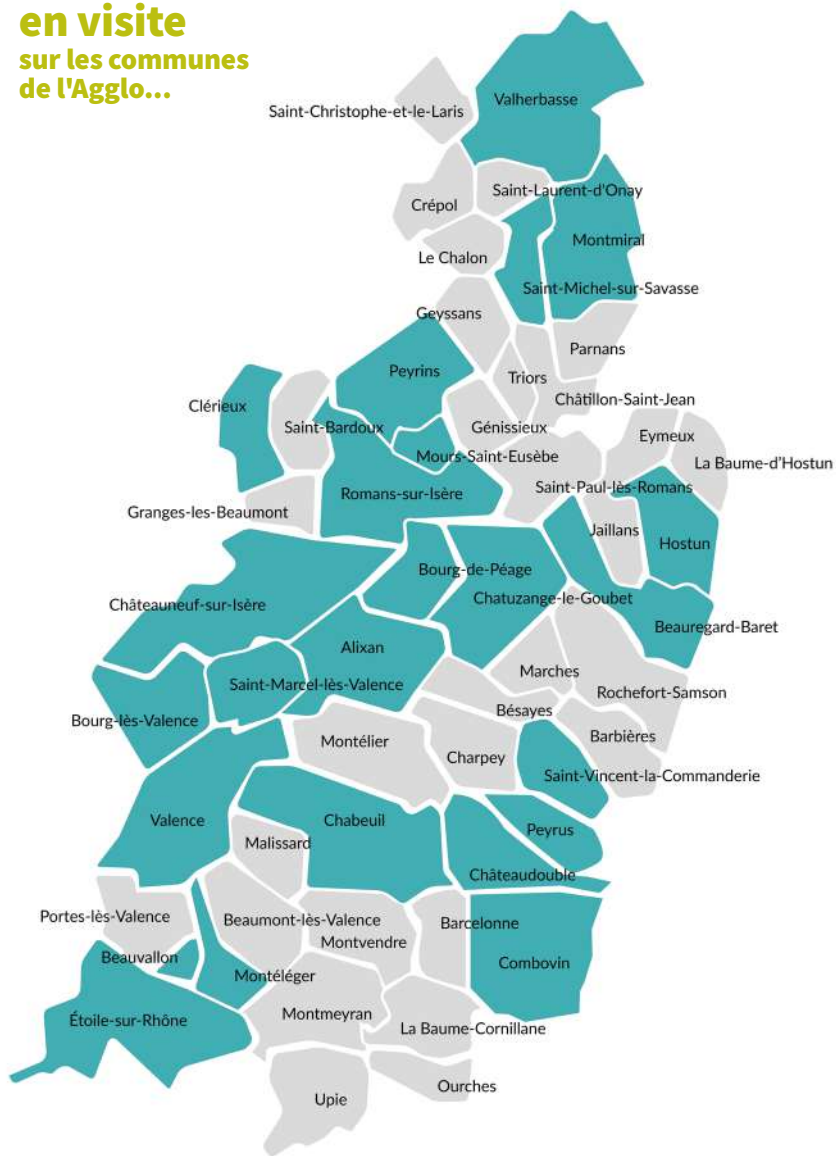 en visite
sur les communes
de l'Agglo...
Valherbasse
Saint-Christophe-et-le-Laris
Saint-Laurent-d'Onay
Crépol
Montmiral
Le Chalon
Saint-Michel-sur-Savasse
Geyssans
Parnans
Peyrins
Triors
Châtillon-Saint-Jean
Clérieux
Saint-Bardoux
Génissieux
Eymeux
Mours-Saint-Eusèbe
La Baume-d'Hostun
Saint-Paul-lès-Romans
Romans-sur-Isère
Granges-les-Beaumont
Jaillans
Hostun
Bourg-de-Péage
Chatuzange-le-Goubet
Châteauneuf-sur-Isère
Beauregard-Baret
Alixan
Marches
Saint-Marcel-lès-Valence
Rochefort-Samson
Bésayes
Bourg-lès-Valence
Barbières
Montélier
Charpey
Saint-Vincent-la-Commanderie
Valence
Chabeuil
Peyrus
Malissard
Châteaudouble
Portes-lès-Valence
Beaumont-lès-Valence
Barcelonne
Montvendre
Beauvallon
Combovin
Montéléger
Montmeyran
Étoile-sur-Rhône
La Baume-Cornillane
Ourches
Upie